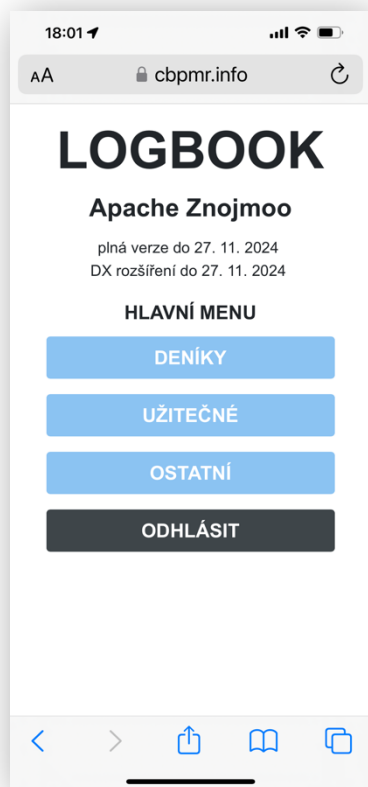 18:01
AA cbpmr.info
LOGBOOK
Apache Znojmoo
plná verze do 27. 11. 2024
DX rozšíření do 27. 11. 2024
HLAVNÍ MENU
DENÍKY
UŽITEČNÉ
OSTATNÍ
ODHLÁSIT